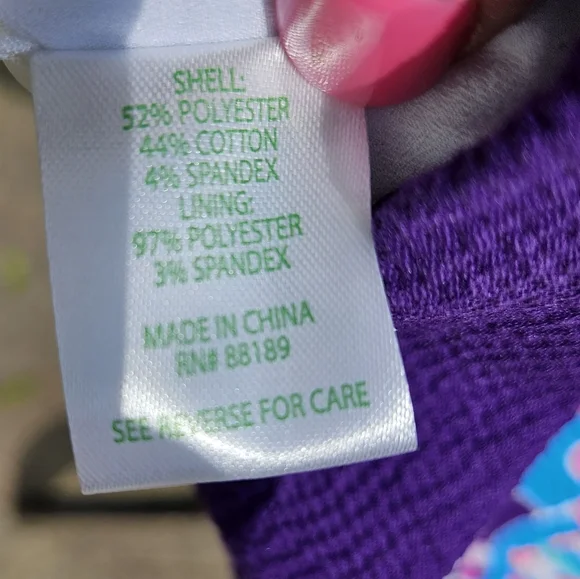 SHELL:
52% POLYESTER
44% COTTON
4% SPANDEX
LINING:
97% POLYESTER
3% SPANDEX
MADE IN CHINA
RN# 88189
SEE REVERSE FOR CARE